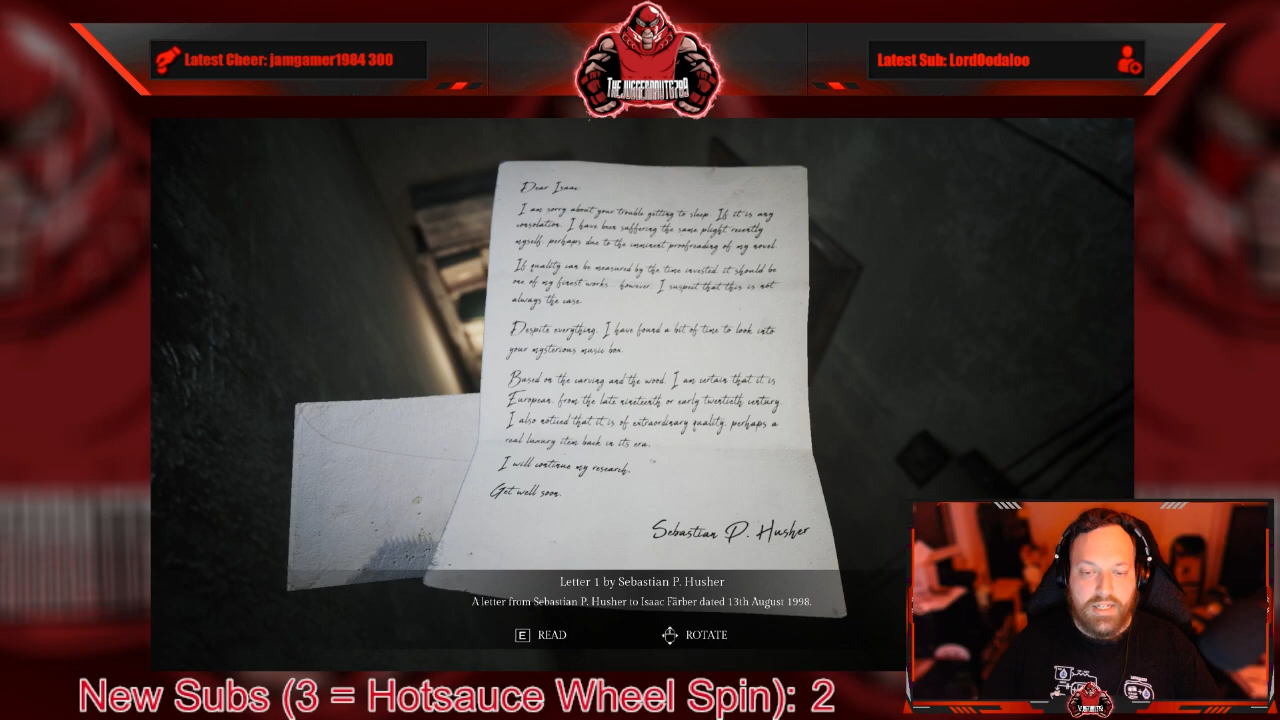 Latest Cheer: jamgamer1984 300
THEJUGGERNAUTG789
Latest Sub: LordOodaloo
Dear Isaac
I am sorry about your trouble getting to sleep. If it is any
consolation, I have been suffering the same plight recently
myself, perhaps due to the imminent proofreading of my novel.
If quality can be measured by the time invested, it should be
one of my finest works... however, I suspect that this is not
always the case.
Despite everything, I have found a bit of time to look into
your mysterious music box.
Based on the carving and the wood, I am certain that it is
European, from the late nineteenth or early twentieth century.
I also noticed that it is of extraordinary quality, perhaps a
real luxury item back in its era.
I will continue my research.
Get well soon.
Sebastian P. Husher
Letter 1 by Sebastian P. Husher
A letter from Sebastian P. Husher to Isaac Färber dated 13th August 1998.
E READ
ROTATE
New Subs (3 = Hotsauce Wheel Spin): 2